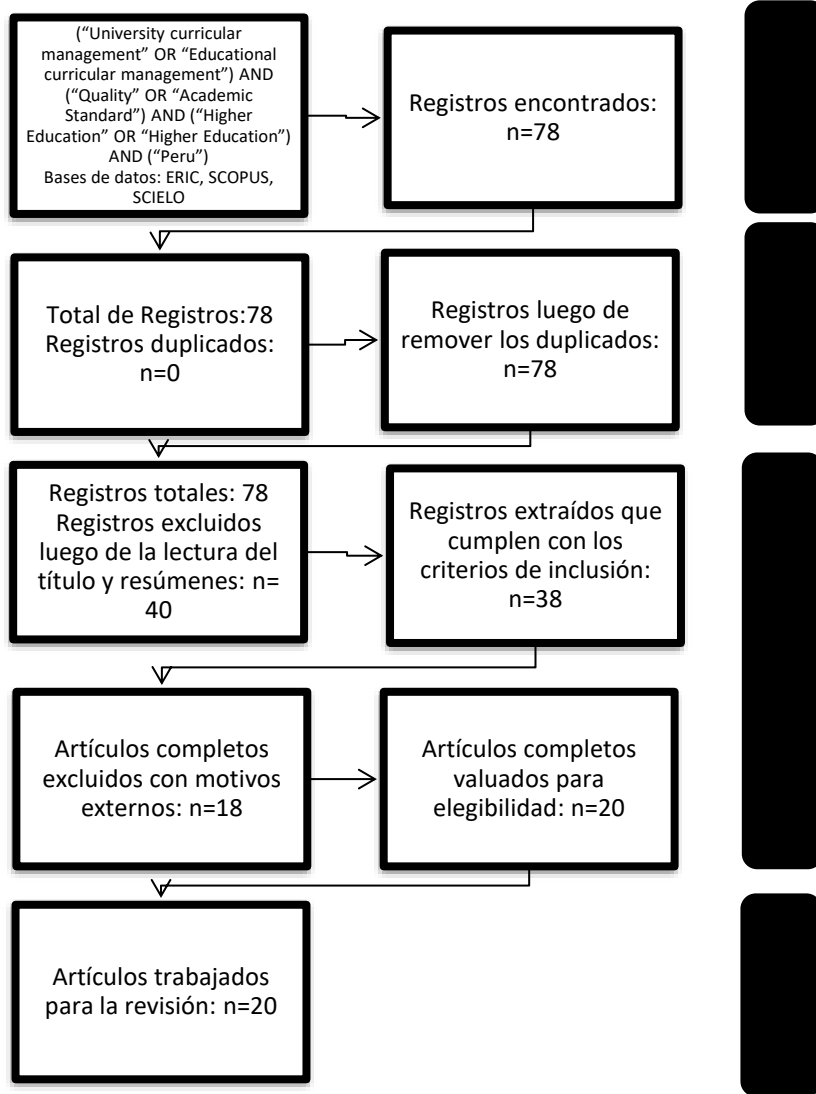 (“University curricular
management” OR “Educational
curricular management”) AND
(“Quality” OR “Academic
Standard”) AND (“Higher
Education” OR “Higher Education”)
AND (“Peru”)
Bases de datos: ERIC, SCOPUS,
SCIELO
Registros encontrados:
n=78
Total de Registros:78
Registros duplicados:
n=0
Registros luego de
remover los duplicados:
n=78
Registros totales: 78
Registros excluidos
luego de la lectura del
título y resúmenes: n=
40
Registros extraídos que
cumplen con los
criterios de inclusión:
n=38
Artículos completos
excluidos con motivos
externos: n=18
Artículos completos
valuados para
elegibilidad: n=20
Artículos trabajados
para la revisión: n=20